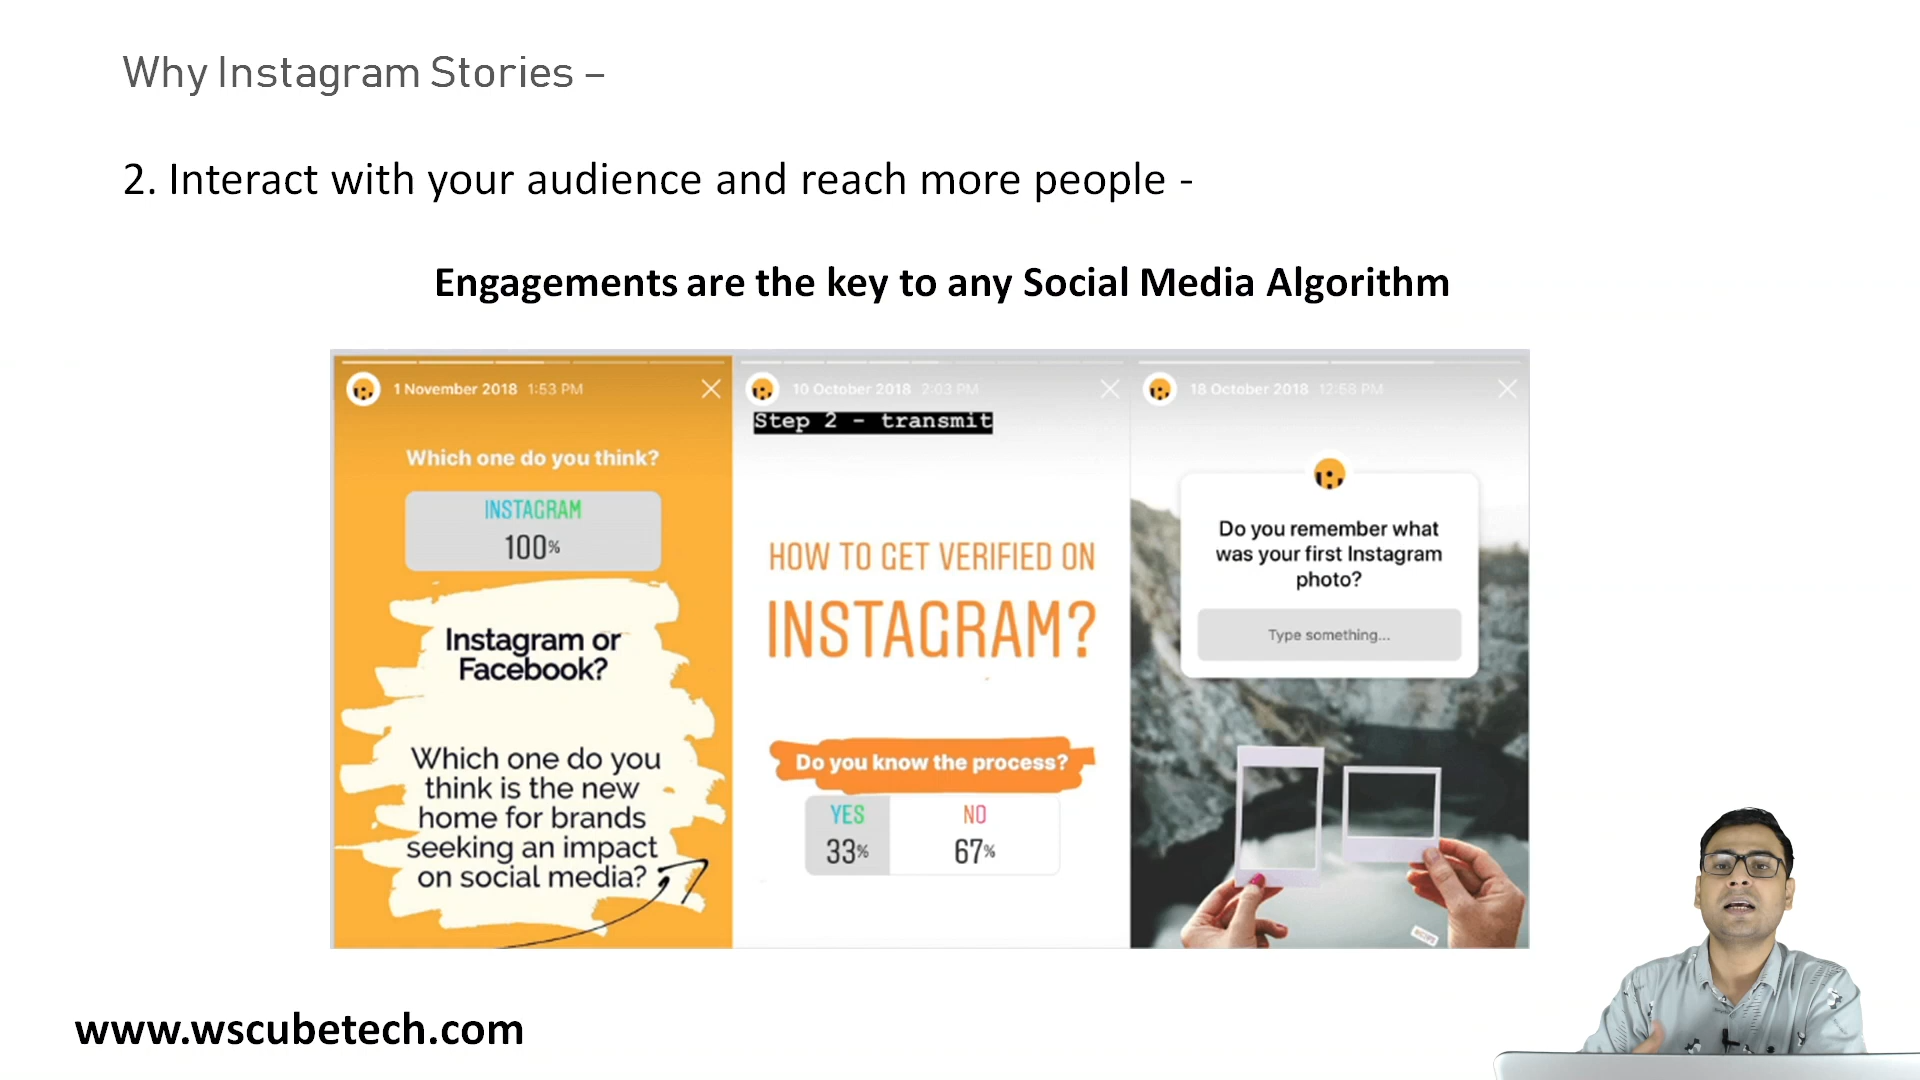 Why Instagram Stories –
2. Interact with your audience and reach more people -
Engagements are the key to any Social Media Algorithm
1 November 2018 1:53 PM
Which one do you think?
INSTAGRAM
100%
Instagram or
Facebook?
Which one do you
think is the new
home for brands
seeking an impact
on social media?
10 October 2018 2:03 PM
Step 2 - transmit
HOW TO GET VERIFIED ON
INSTAGRAM?
Do you know the process?
YES NO
33% 67%
18 October 2018 12:58 PM
Do you remember what
was your first Instagram
photo?
Type something...
www.wscubetech.com